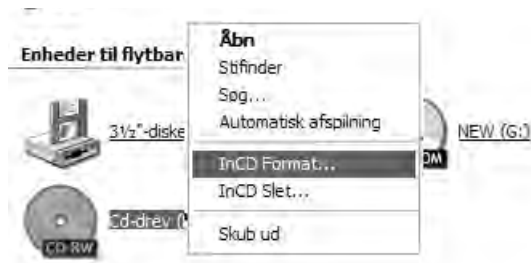 Enheder til flytbar
Åbn
Stifinder
Søg...
Automatisk afspilning
InCD Format...
InCD Slet...
Skub ud
3½"-diske
NEW (G:)
OM
Cd-drev (
CD-RW